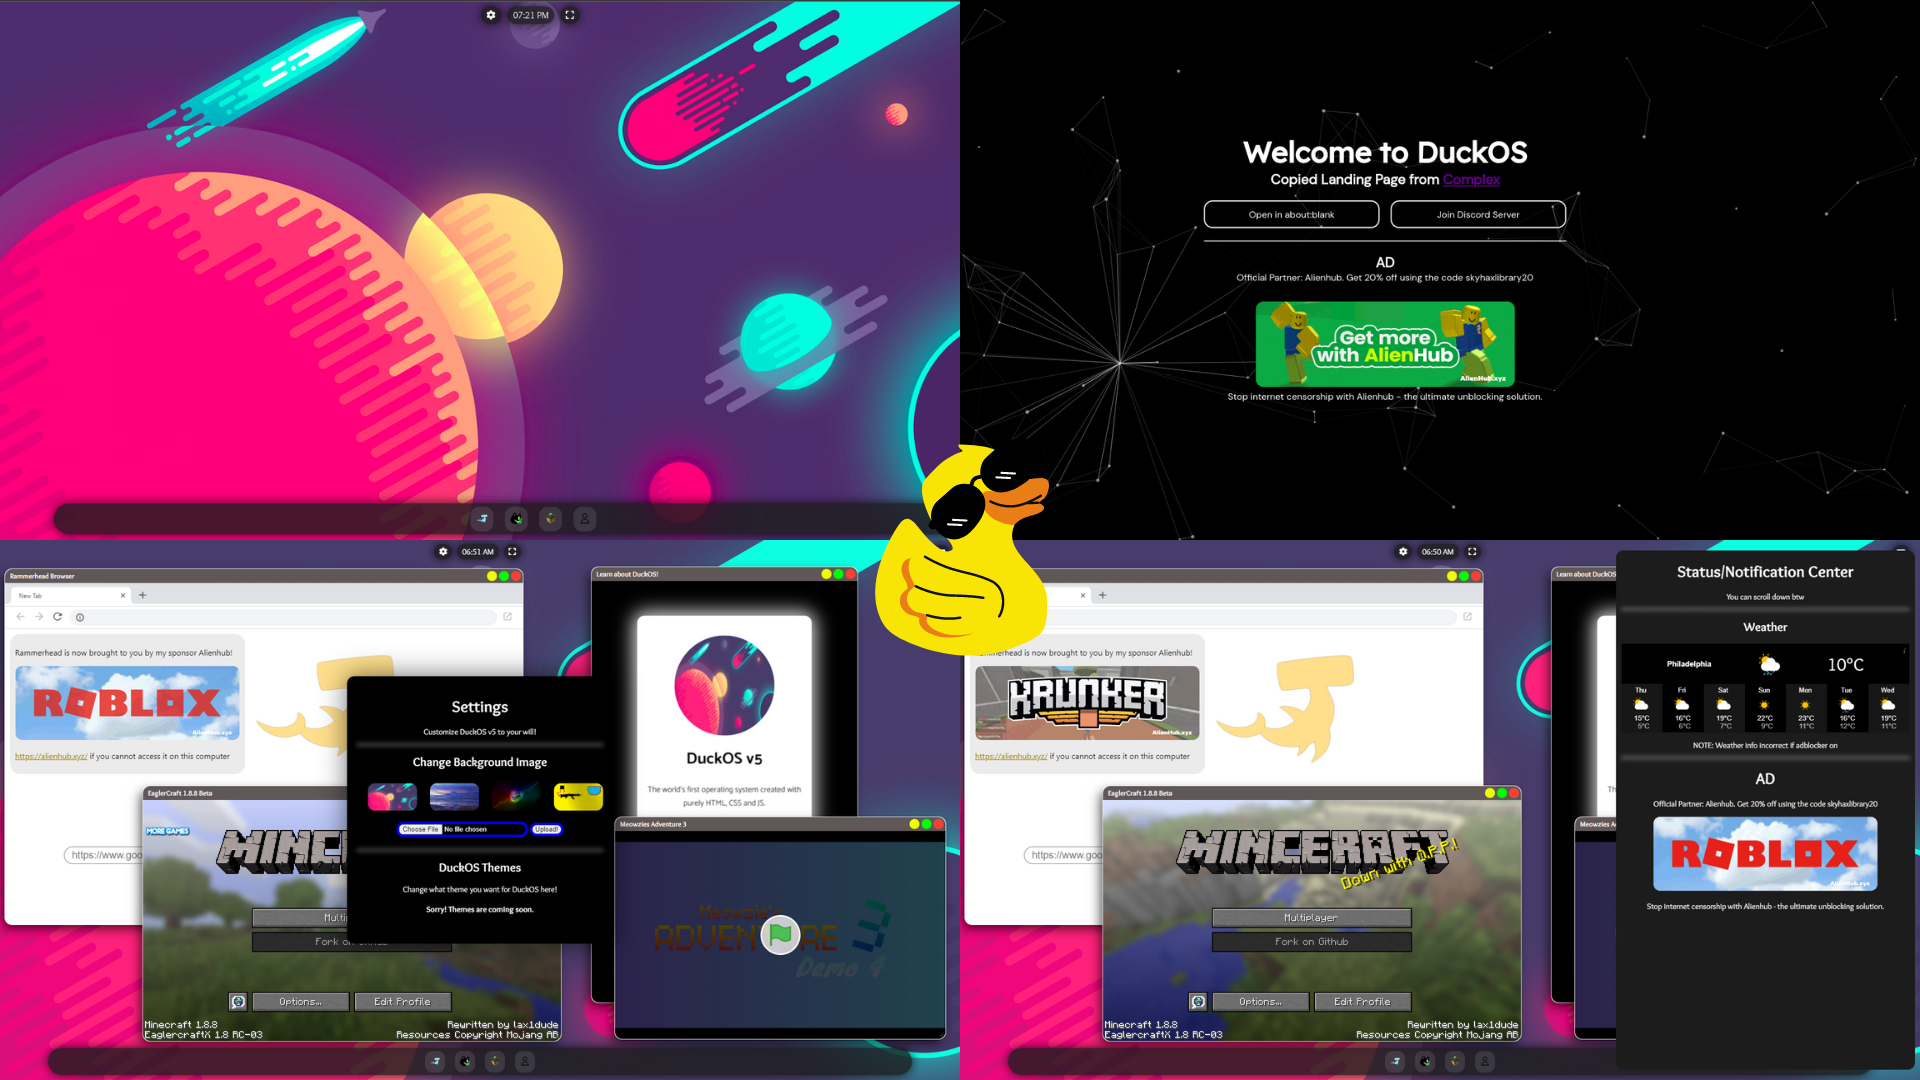 07:21 PM
Welcome to DuckOS
Copied Landing Page from Complex
Open in about:blank
Join Discord Server
AD
Official Partner: Alienhub. Get 20% off using the code skyhaxlibrary20
Get more
with AlienHub
AlienHub.xyz
Stop internet censorship with Alienhub - the ultimate unblocking solution.
06:51 AM
Rammerhead Browser
New Tab
Rammerhead is now brought to you by my sponsor Alienhub!
ROBLOX
AlienHub.xyz
https://alienhub.xyz/ if you cannot access it on this computer
https://www.goo
Learn about DuckOS!
DuckOS v5
The world's first operating system created with
purely HTML, CSS and JS.
Settings
Customize DuckOS v5 to your will!
Change Background Image
Choose File No file chosen
Upload!
DuckOS Themes
Change what theme you want for DuckOS here!
Sorry! Themes are coming soon.
EaglerCraft 1.8.8 Beta
MORE GAMES
MINC
Multip
Fork on
Options...
Edit Profile
Minecraft 1.8.8
EaglercraftX 1.8 RC-03
Rewritten by lax1dude
Resources Copyright Mojang AB
Meowzies Adventure 3
Meowzie's
ADVENTURE 3
Demo 4
06:50 AM
Rammerhead is now brought to you by my sponsor Alienhub!
KRUNKER
AlienHub.xyz
https://alienhub.xyz/ if you cannot access it on this computer
https://www.goo
Learn about DuckOS
Th
EaglerCraft 1.8.8 Beta
MINCERAFT
Down with O.P.P.!
Multiplayer
Fork on Github
Options...
Edit Profile
Minecraft 1.8.8
EaglercraftX 1.8 RC-03
Rewritten by lax1dude
Resources Copyright Mojang AB
Meowzies A
Status/Notification Center
You can scroll down btw
Weather
Philadelphia
10°C
Thu Fri Sat Sun Mon Tue Wed
15°C 16°C 19°C 22°C 23°C 16°C 19°C
5°C 6°C 7°C 9°C 11°C 12°C 11°C
NOTE: Weather info incorrect if adblocker on
AD
Official Partner: Alienhub. Get 20% off using the code skyhaxlibrary20
ROBLOX
AlienHub.xyz
Stop internet censorship with Alienhub - the ultimate unblocking solution.